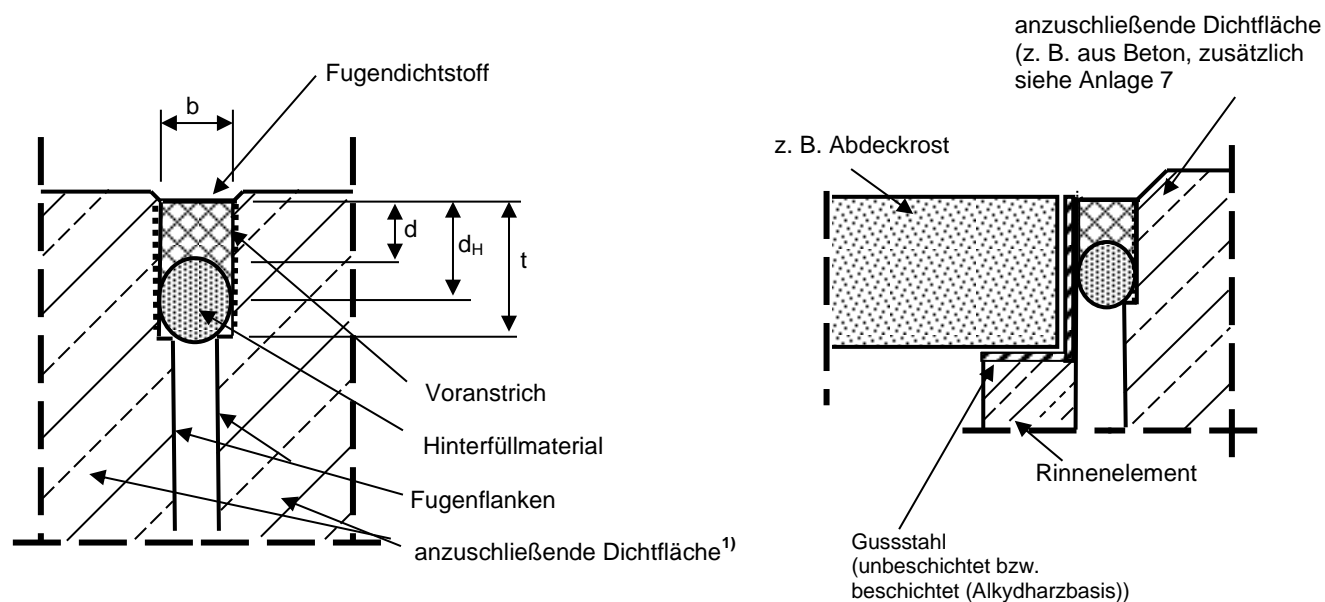 Fugendichtstoff
b
d
dH
t
Voranstrich
Hinterfüllmaterial
Fugenflanken
anzuschließende Dichtfläche1)
anzuschließende Dichtfläche
(z. B. aus Beton, zusätzlich
siehe Anlage 7
z. B. Abdeckrost
Rinnenelement
Gussstahl
(unbeschichtet bzw.
beschichtet (Alkydharzbasis))